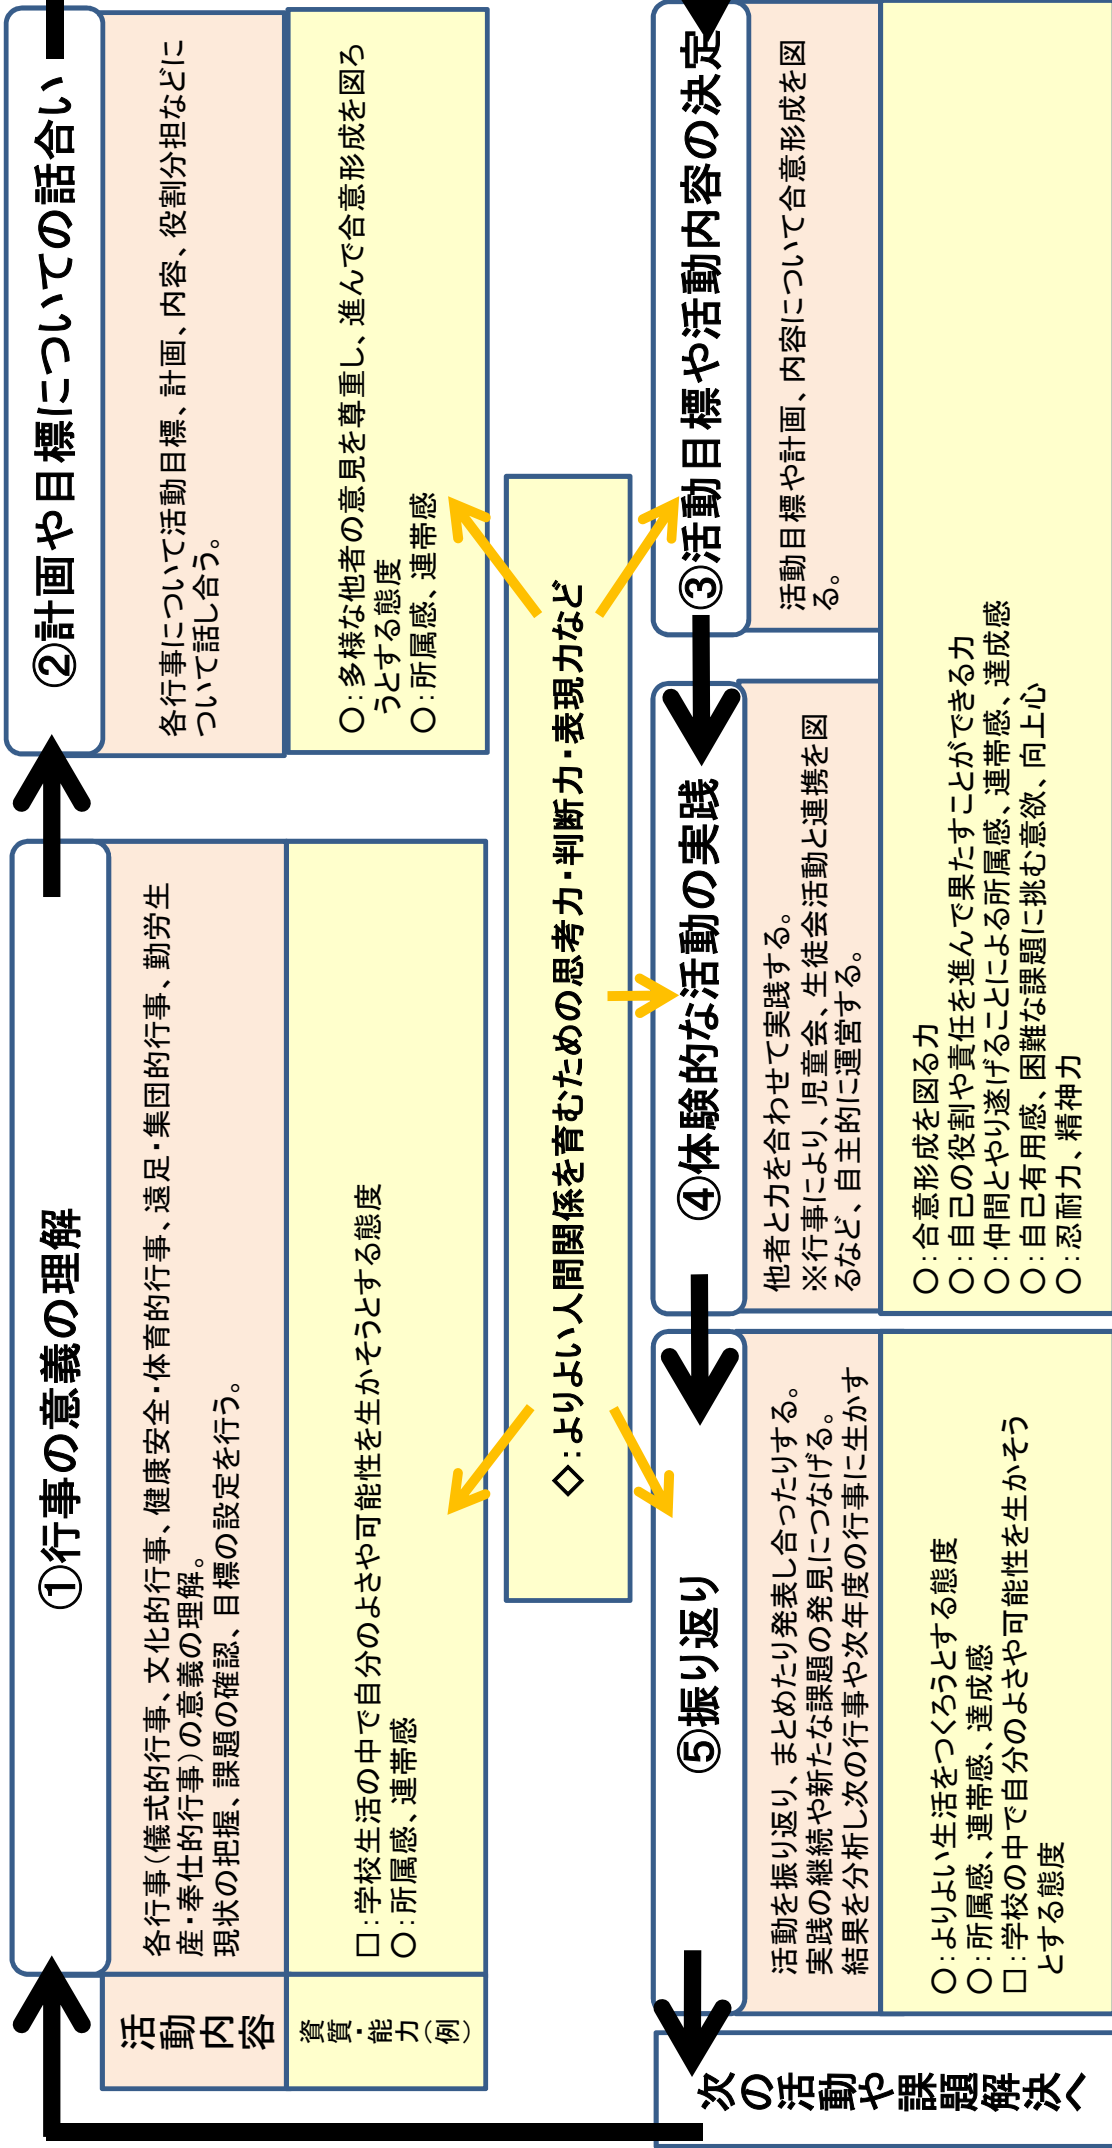 ①行事の意義の理解
活動内容
各行事(儀式的行事、文化的行事、健康安全・体育的行事、遠足・集団的行事、勤労生
産・奉仕的行事)の意義の理解。
現状の把握、課題の確認、目標の設定を行う。
資質・能力(例)
□:学校生活の中で自分のよさや可能性を生かそうとする態度
○:所属感、連帯感
②計画や目標についての話合い
各行事について活動目標、計画、内容、役割分担などに
ついて話し合う。
○:多様な他者の意見を尊重し、進んで合意形成を図ろ
うとする態度
○:所属感、連帯感
◇:よりよい人間関係を育むための思考力・判断力・表現力など
③活動目標や活動内容の決定
活動目標や計画、内容について合意形成を図
る。
④体験的な活動の実践
他者と力を合わせて実践する。
※行事により、児童会、生徒会活動と連携を図
るなど、自主的に運営する。
○:合意形成を図る力
○:自己の役割や責任を進んで果たすことができる力
○:仲間とやり遂げることによる所属感、連帯感、達成感
○:自己有用感、困難な課題に挑む意欲、向上心
○:忍耐力、精神力
⑤振り返り
活動を振り返り、まとめたり発表し合ったりする。
実践の継続や新たな課題の発見につなげる。
結果を分析し次の行事や次年度の行事に生かす
○:よりよい生活をつくろうとする態度
○:所属感、連帯感、達成感
□:学校の中で自分のよさや可能性を生かそう
とする態度
次の活動や課題解決へ